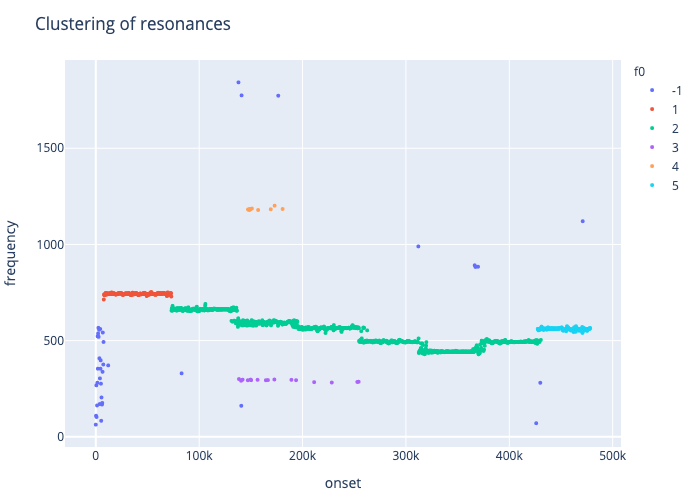 Clustering of resonances
f0
-1
1
2
3
4
5
1500
1000
500
0
frequency
0
100k
200k
300k
400k
500k
onset